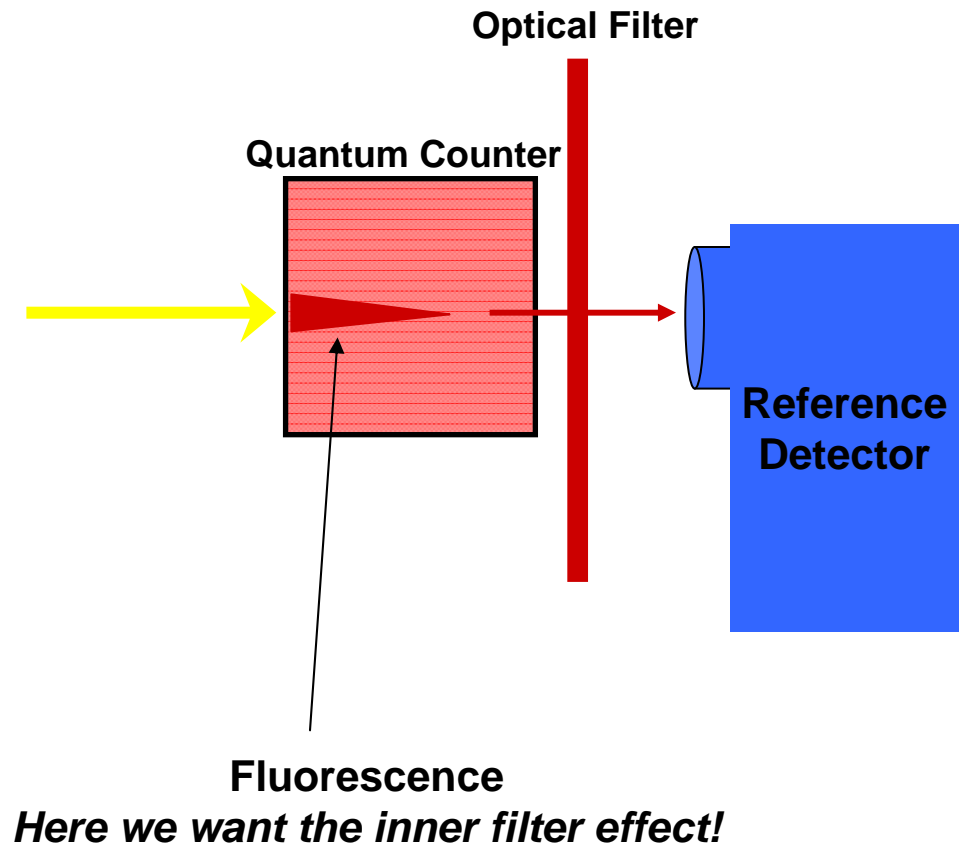 Optical Filter
Quantum Counter
Reference
Detector
Fluorescence
Here we want the inner filter effect!